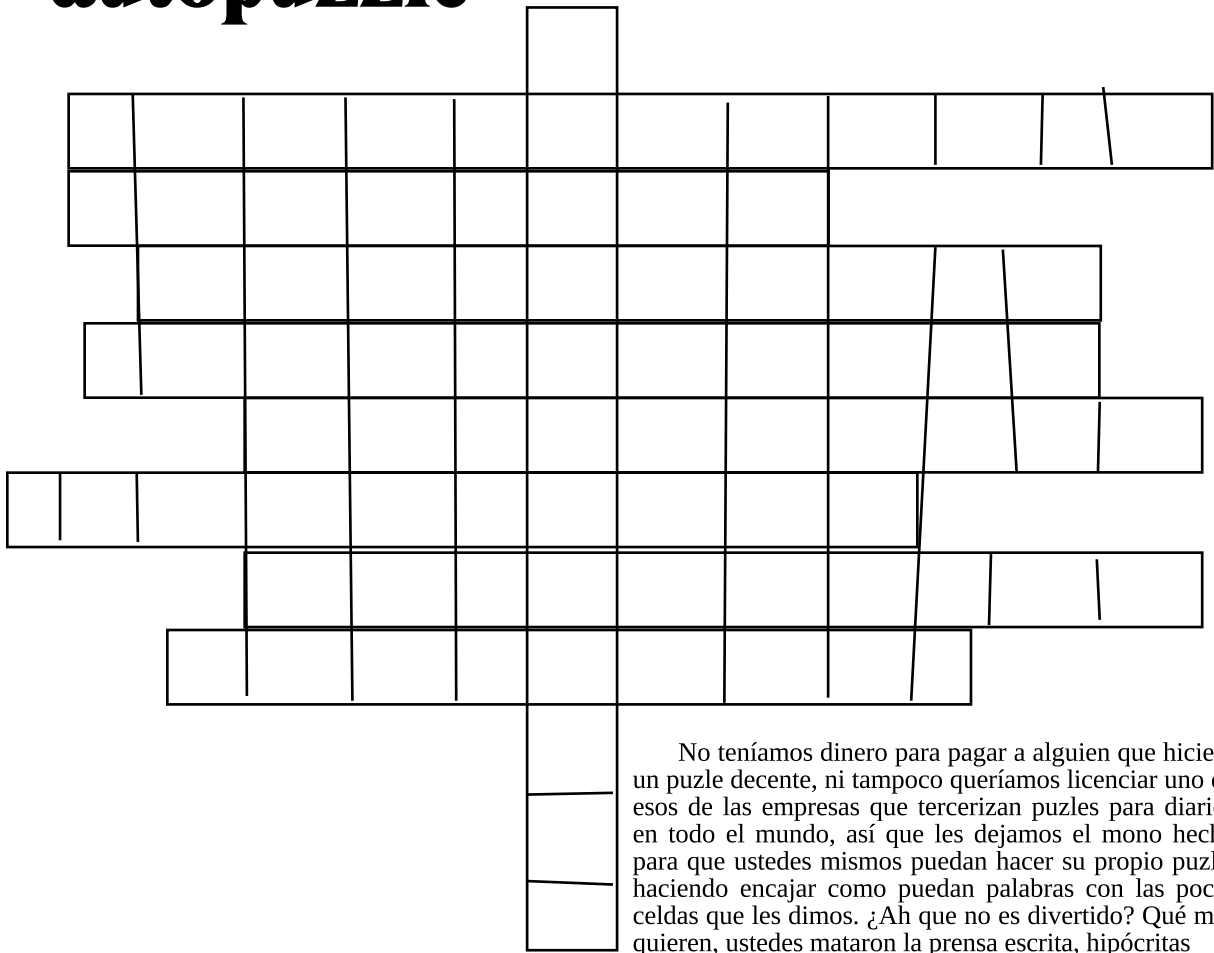 autopuzzle
No teníamos dinero para pagar a alguien que hicie
un puzle decente, ni tampoco queríamos licenciar uno
esos de las empresas que tercerizan puzles para diari
en todo el mundo, así que les dejamos el mono hech
para que ustedes mismos puedan hacer su propio puzl
haciendo encajar como puedan palabras con las poc
celdas que les dimos. ¿Ah que no es divertido? Qué m
quieren, ustedes mataron la prensa escrita, hipócritas